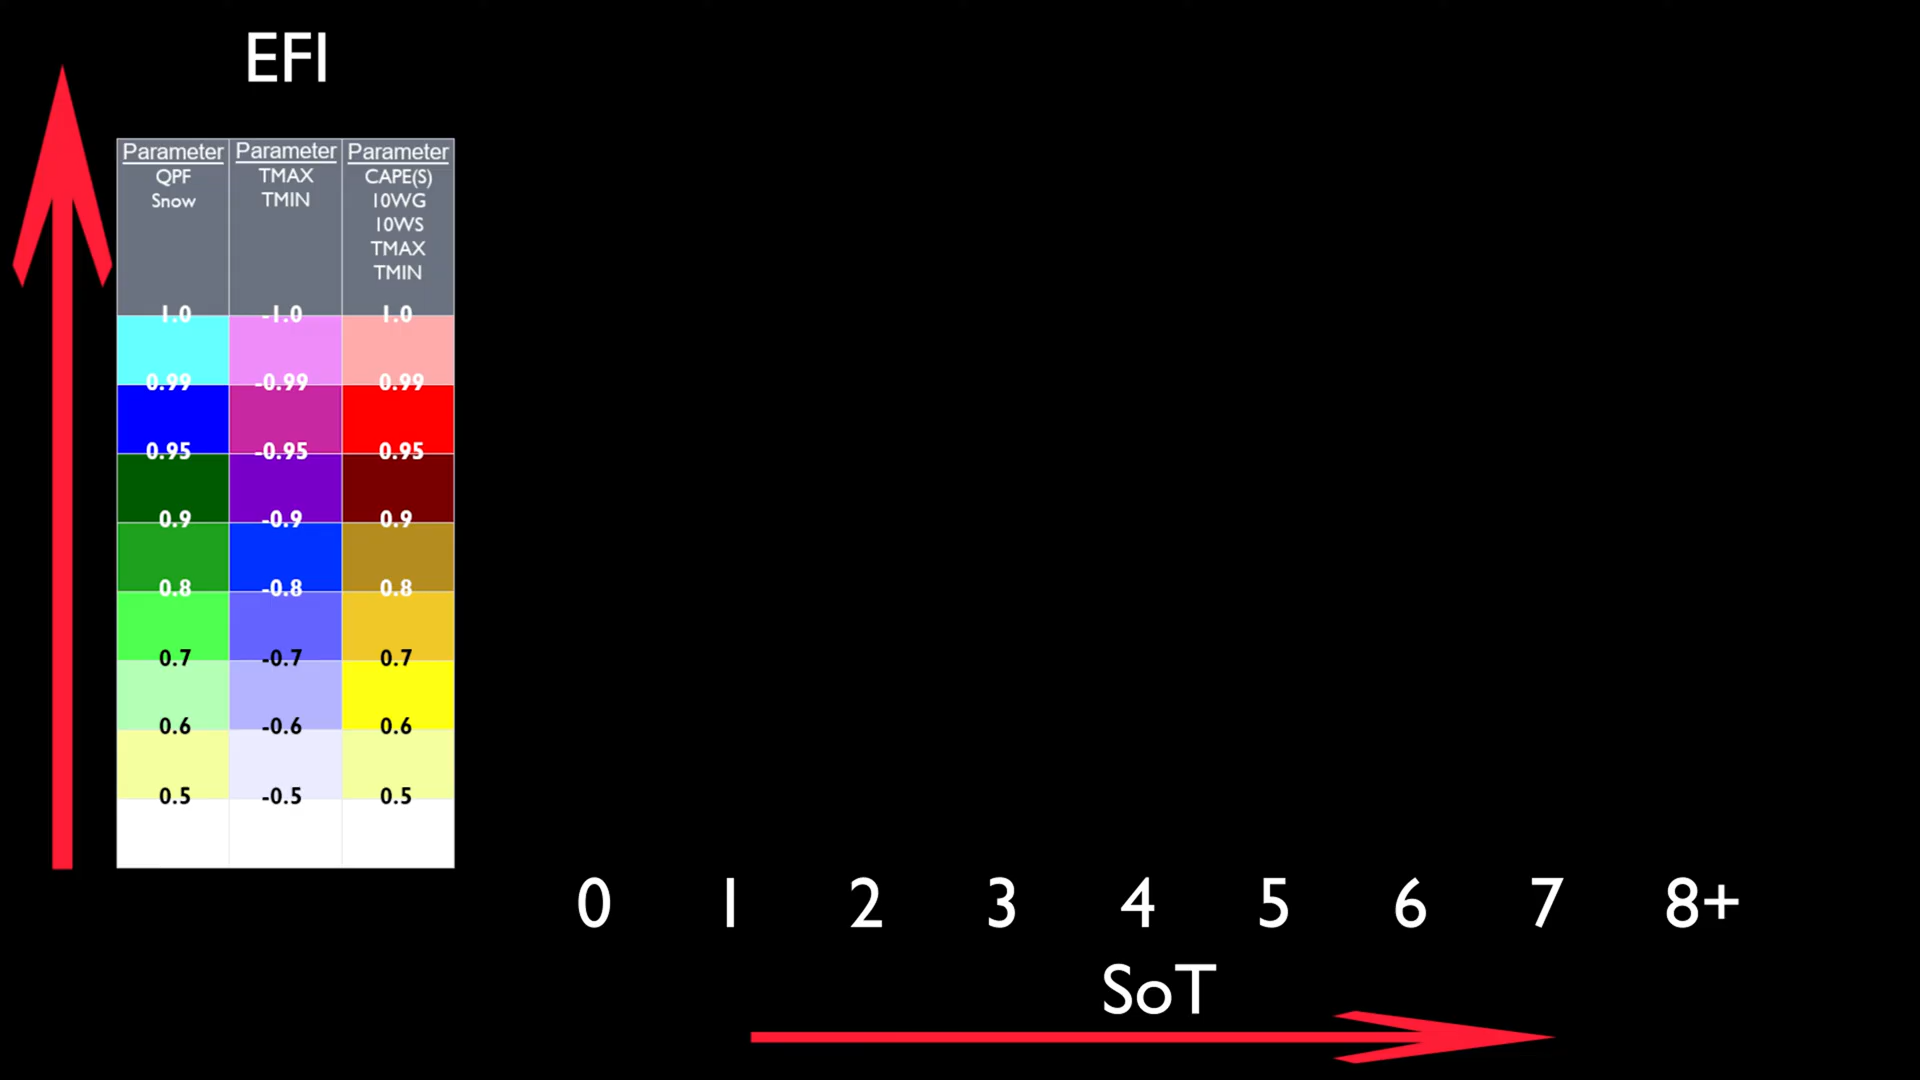 EFI
Parameter Parameter Parameter
QPF TMAX CAPE(S)
Snow TMIN 10WG
10WS
TMAX
TMIN
1.0 -1.0 1.0
0.99 -0.99 0.99
0.95 -0.95 0.95
0.9 -0.9 0.9
0.8 -0.8 0.8
0.7 -0.7 0.7
0.6 -0.6 0.6
0.5 -0.5 0.5
0 1 2 3 4 5 6 7 8+
SoT